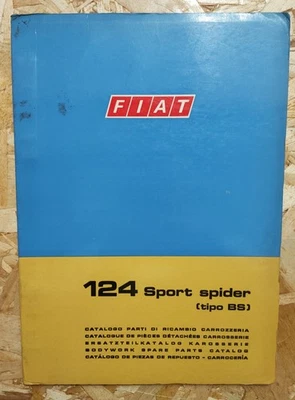 FIAT
124 Sport spider
(tipo BS)
CATALOGO PARTI DI RICAMBIO CARROZZERIA
CATALOGUE DE PIÈCES DÉTACHÉES CARROSSERIE
ERSATZTEILKATALOG KAROSSERIE
BODYWORK SPARE PARTS CATALOG
CATÁLOGO DE PIEZAS DE REPUESTO - CARROCERÍA